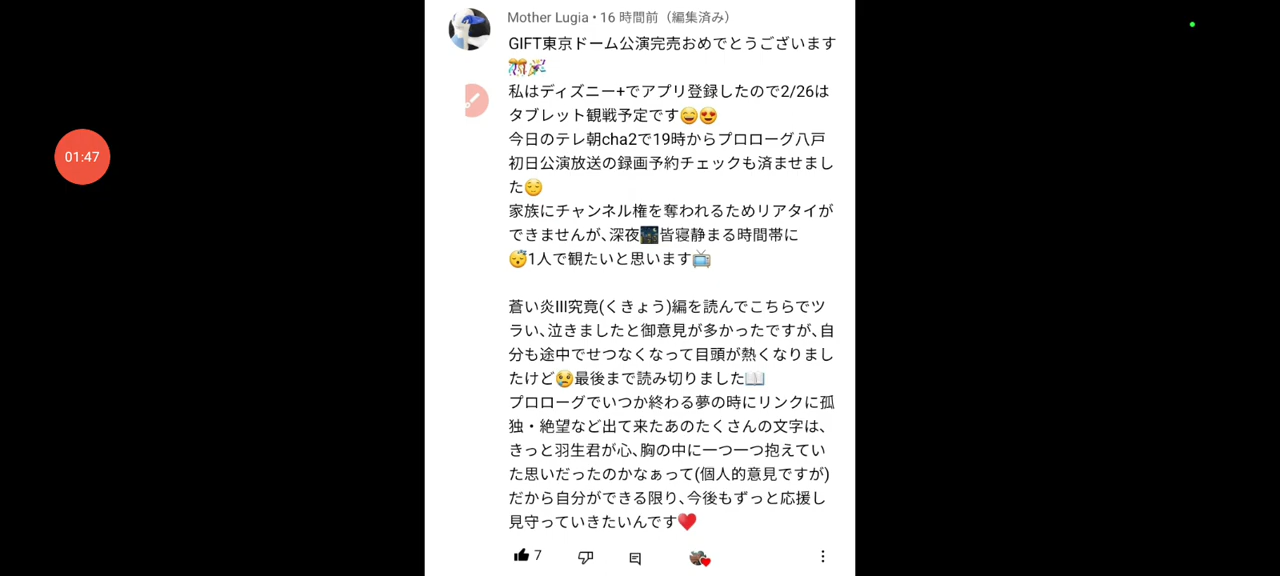 Mother Lugia • 16 時間前（編集済み）
GIFT東京ドーム公演完売おめでとうございます
🎊🎉
私はディズニー+でアプリ登録したので2/26は
タブレット観戦予定です😄😍
今日のテレ朝cha2で19時からプロローグ八戸
初日公演放送の録画予約チェックも済ませまし
た😌
家族にチャンネル権を奪われるためリアタイが
できませんが、深夜🌃皆寝静まる時間帯に
😴1人で観たいと思います📺
蒼い炎III究竟(くきょう)編を読んでこちらでツ
ラい、泣きましたと御意見が多かったですが、自
分も途中でせつなくなって目頭が熱くなりまし
たけど😢最後まで読み切りました📖
プロローグでいつか終わる夢の時にリンクに孤
独・絶望など出て来たあのたくさんの文字は、
きっと羽生君が心、胸の中に一つ一つ抱えてい
た思いだったのかなぁって(個人的意見ですが)
だから自分ができる限り、今後もずっと応援し
見守っていきたいんです♥
7
01:47